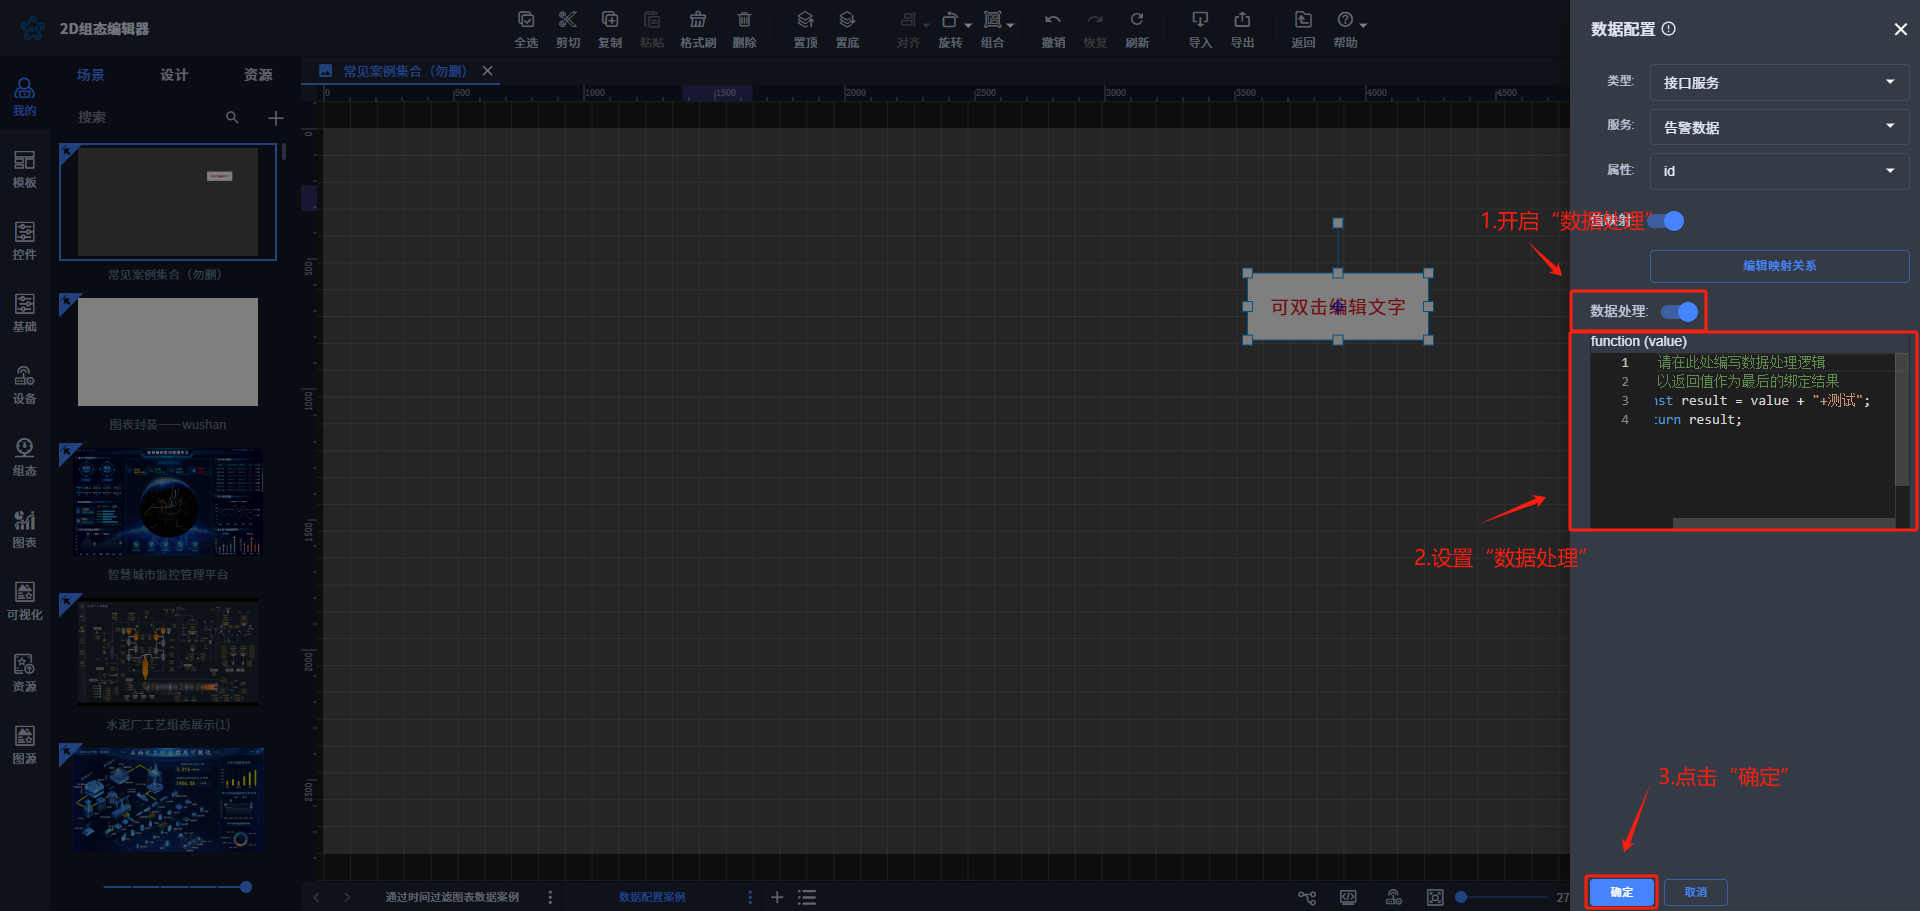 2D组态编辑器
全选
剪切
复制
粘贴
格式刷
删除
置顶
置底
对齐
旋转
组合
撤销
恢复
刷新
导入
导出
返回
帮助
我的
模板
控件
基础
设备
组态
图表
可视化
资源
图源
场景
设计
资源
搜索
常见案例集合（勿删）
图表封装——wushan
智慧城市监控管理平台
水泥厂工艺组态展示(1)
常见案例集合（勿删）
0
500
1000
1500
2000
2500
3000
3500
4000
4500
0
500
1000
1500
2000
2500
可双击编辑文字
通过时间过滤图表数据案例
数据配置案例
27
数据配置
类型:
接口服务
服务:
告警数据
属性:
id
1.开启“数据处理”
编辑映射关系
数据处理:
function (value)
1 请在此处编写数据处理逻辑
2 以返回值作为最后的绑定结果
3 nst result = value + "+测试";
4 turn result;
2.设置“数据处理”
3.点击“确定”
确定
取消